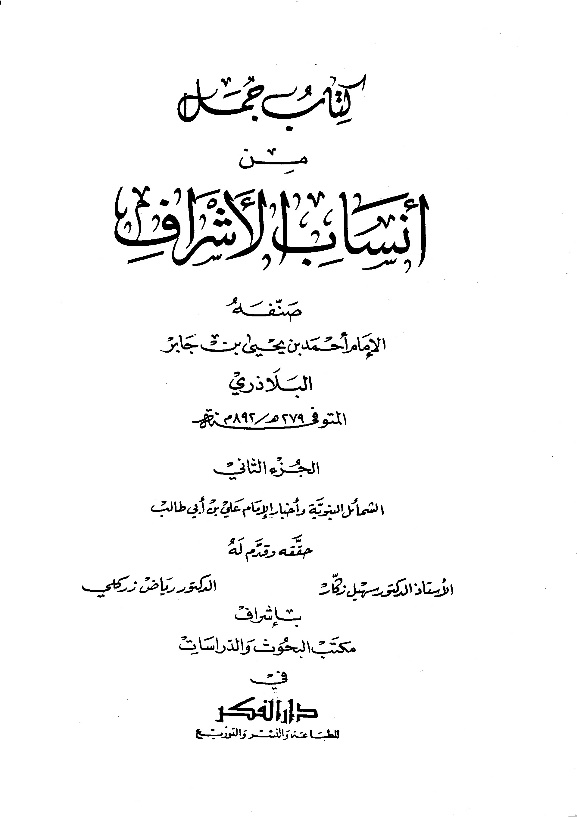 كتاب جمل
من
أنساب الأشراف
صنّفه
الإمام أحمد بن يحيى بن جابر
البلاذري
المتوفى ٢٧٩هـ/٨٩٢م
الجزء الثاني
الشمائل النبوية وأخبار الإمام علي بن أبي طالب
حققه وقدّم له
الأستاذ الدكتور سهيل زكار الدكتور رياض زركلي
بإشراف
مكتب البحوث والدراسات
في
دار الفكر
للطباعة والنشر والتوزيع